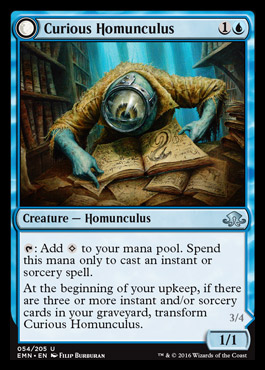 Curious Homunculus 1
Creature — Homunculus
: Add to your mana pool. Spend
this mana only to cast an instant or
sorcery spell.
At the beginning of your upkeep, if there
are three or more instant and/or sorcery
cards in your graveyard, transform
Curious Homunculus.
3/4
1/1
054/205 U
EMN • EN Filip Burburan
™ & © 2016 Wizards of the Coast